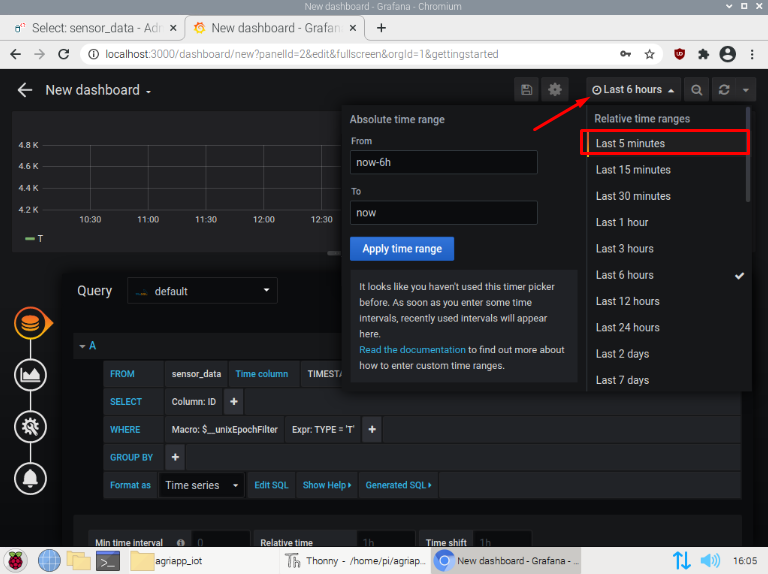 New dashboard - Grafana - Chromium
Select: sensor_data - Adm
New dashboard - Grafana
localhost:3000/dashboard/new?panelId=2&edit&fullscreen&orgId=1&gettingstarted
New dashboard
Last 6 hours
Absolute time range
From
now-6h
To
now
Apply time range
It looks like you haven't used this timer picker
before. As soon as you enter some time
intervals, recently used intervals will appear
here.
Read the documentation to find out more about
how to enter custom time ranges.
Relative time ranges
Last 5 minutes
Last 15 minutes
Last 30 minutes
Last 1 hour
Last 3 hours
Last 6 hours
Last 12 hours
Last 24 hours
Last 2 days
Last 7 days
4.8 K
4.6 K
4.4 K
4.2 K
10:30 11:00 11:30 12:00 12:30
T
Query
default
A
FROM sensor_data Time column TIMESTA
SELECT Column: ID +
WHERE Macro: $__unixEpochFilter Expr: TYPE = 'T' +
GROUP BY +
Format as Time series Edit SQL Show Help Generated SQL
Min time interval 0 Relative time 1h Time shift 1h
agriapp_iot
Thonny - /home/pi/agriap...
New dashboard - Grafana - ...
16:05